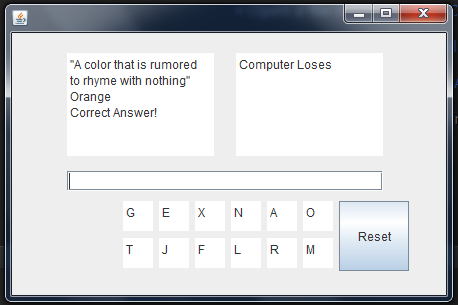 "A color that is rumored
to rhyme with nothing"
Orange
Correct Answer!
Computer Loses
G E X N A O
T J F L R M
Reset